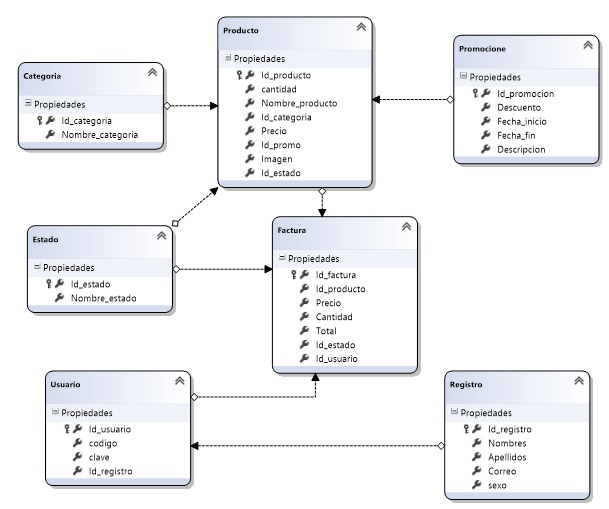 Producto
Propiedades
Id_producto
cantidad
Nombre_producto
Id_categoria
Precio
Id_promo
Imagen
Id_estado
Promocione
Propiedades
Id_promocion
Descuento
Fecha_inicio
Fecha_fin
Descripcion
Categoria
Propiedades
Id_categoria
Nombre_categoria
Estado
Propiedades
Id_estado
Nombre_estado
Factura
Propiedades
Id_factura
Id_producto
Precio
Cantidad
Total
Id_estado
Id_usuario
Usuario
Propiedades
Id_usuario
codigo
clave
Id_registro
Registro
Propiedades
Id_registro
Nombres
Apellidos
Correo
sexo